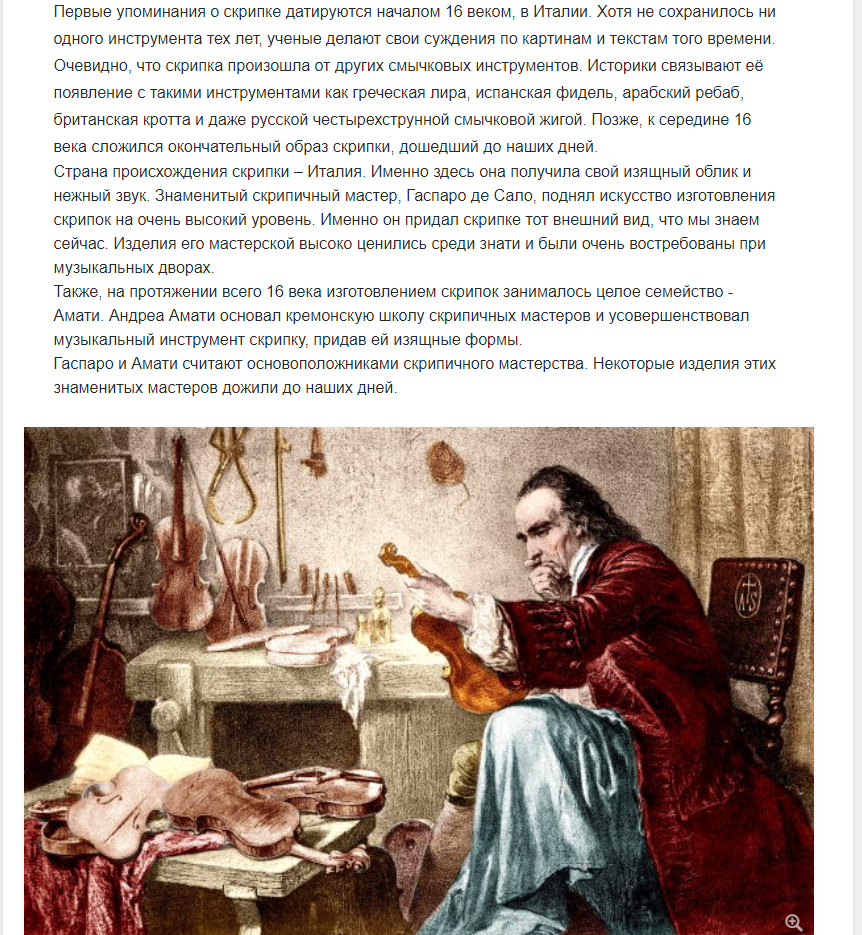 Первые упоминания о скрипке датируются началом 16 веком, в Италии. Хотя не сохранилось ни
одного инструмента тех лет, ученые делают свои суждения по картинам и текстам того времени.
Очевидно, что скрипка произошла от других смычковых инструментов. Историки связывают её
появление с такими инструментами как греческая лира, испанская фидель, арабский ребаб,
британская кротта и даже русской честырехструнной смычковой жигой. Позже, к середине 16
века сложился окончательный образ скрипки, дошедший до наших дней.
Страна происхождения скрипки – Италия. Именно здесь она получила свой изящный облик и
нежный звук. Знаменитый скрипичный мастер, Гаспаро де Сало, поднял искусство изготовления
скрипок на очень высокий уровень. Именно он придал скрипке тот внешний вид, что мы знаем
сейчас. Изделия его мастерской высоко ценились среди знати и были очень востребованы при
музыкальных дворах.
Также, на протяжении всего 16 века изготовлением скрипок занималось целое семейство -
Амати. Андреа Амати основал кремонскую школу скрипичных мастеров и усовершенствовал
музыкальный инструмент скрипку, придав ей изящные формы.
Гаспаро и Амати считают основоположниками скрипичного мастерства. Некоторые изделия этих
знаменитых мастеров дожили до наших дней.